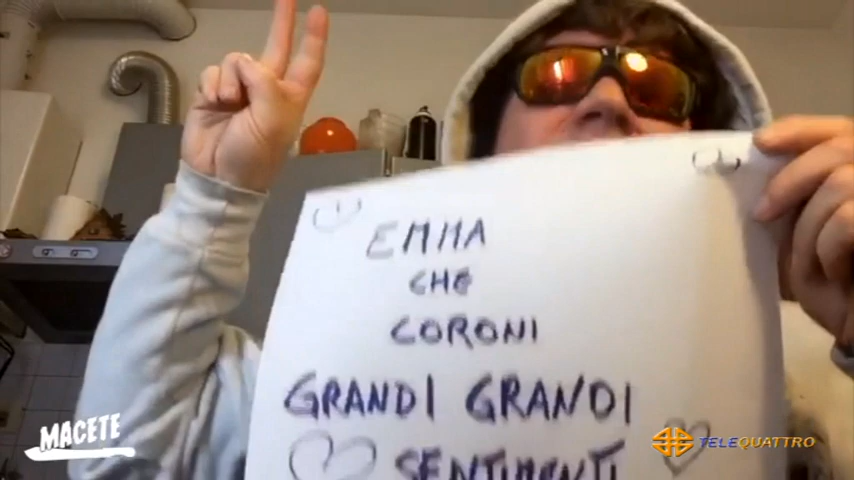 EMMA
CHE
CORONI
GRANDI GRANDI
SENTIMENTI
MACETE
TELEQUATTRO